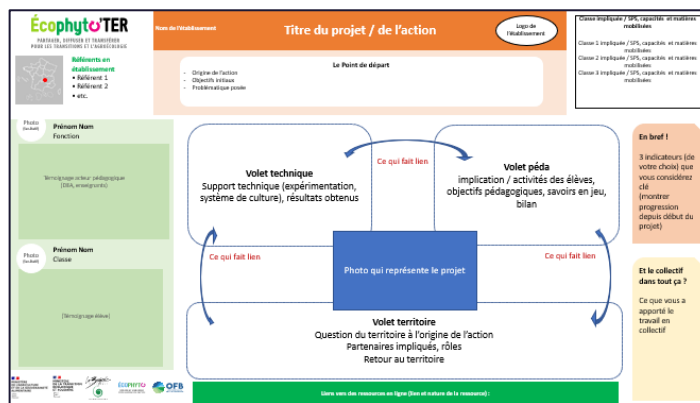 Écophyto'TER
PARTAGER, DIFFUSER ET TRANSFÉRER
POUR LES TRANSITIONS ET L'AGROÉCOLOGIE
Nom de l'établissement
Titre du projet / de l'action
Logo de
l'Établissement
Classe impliquée / SPS, capacités et matières
mobilisées
Classe 1 impliquée / SPS, capacités et matières
mobilisées
Classe 2 impliquée / SPS, capacités et matières
mobilisées
Classe 3 impliquée / SPS, capacités et matières
mobilisées
Référents en
établissement
• Référent 1
• Référent 2
• etc.
Le Point de départ
- Origine de l'action
- Objectifs initiaux
- Problématique posée
Photo
(facultatif)
Prénom Nom
Fonction
Témoignage acteur pédagogique
(DEA, enseignants)
Photo
(facultatif)
Prénom Nom
Classe
(Témoignage élève)
Volet technique
Support technique (expérimentation,
système de culture), résultats obtenus
Ce qui fait lien
Volet péda
implication / activités des élèves,
objectifs pédagogiques, savoirs en jeu,
bilan
Ce qui fait lien
Photo qui représente le projet
Ce qui fait lien
Volet territoire
Question du territoire à l'origine de l'action
Partenaires impliqués, rôles
Retour au territoire
En bref !
3 indicateurs (de
votre choix) que
vous considérez
clé
(montrer
progression
depuis début du
projet)
Et le collectif
dans tout ça ?
Ce que vous a
apporté le
travail en
collectif
ÉCOPHYTO
OFB
Liens vers des ressources en ligne (lien et nature de la ressource) :